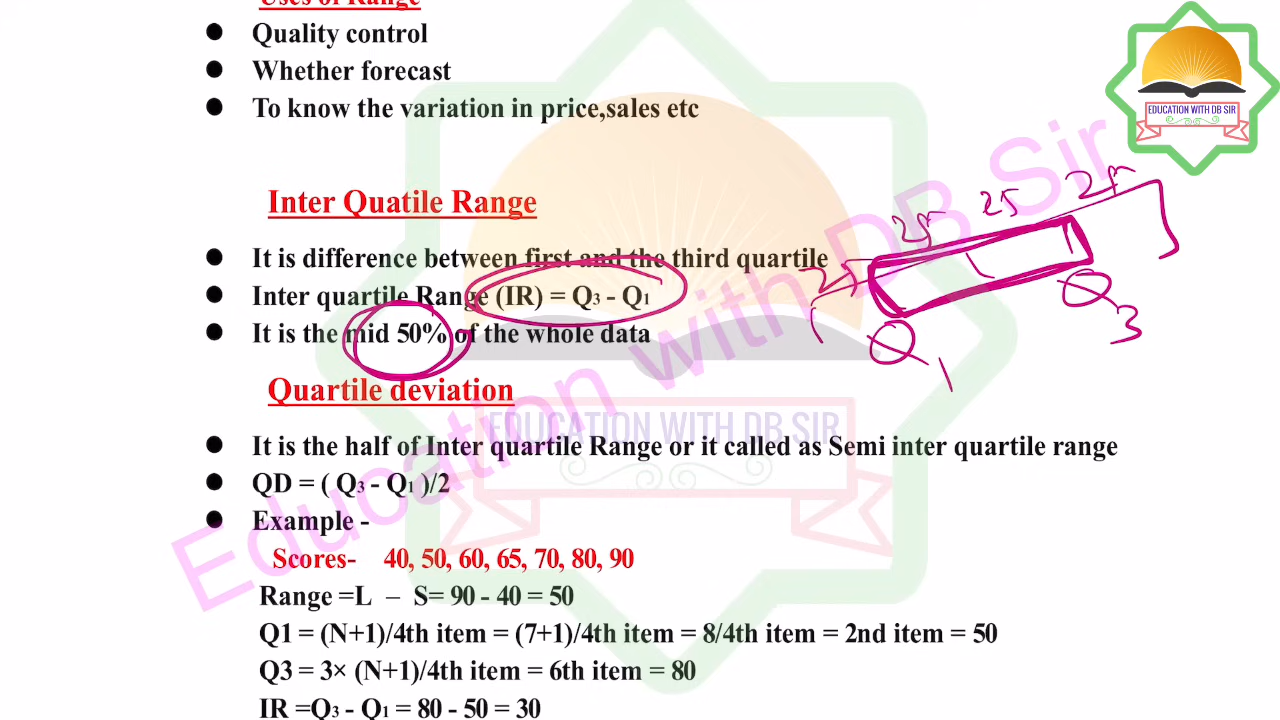 Uses of Range
● Quality control
● Whether forecast
● To know the variation in price,sales etc
Inter Quatile Range
● It is difference between first and the third quartile
● Inter quartile Range (IR) = Q₃ - Q₁
● It is the mid 50% of the whole data
Quartile deviation
● It is the half of Inter quartile Range or it called as Semi inter quartile range
● QD = ( Q₃ - Q₁ )/2
● Example -
Scores- 40, 50, 60, 65, 70, 80, 90
Range =L – S= 90 - 40 = 50
Q1 = (N+1)/4th item = (7+1)/4th item = 8/4th item = 2nd item = 50
Q3 = 3× (N+1)/4th item = 6th item = 80
IR =Q₃ - Q₁ = 80 - 50 = 30
25 25 25 25
Q1 Q3
EDUCATION WITH DB SIR
EDUCATION WITH DB SIR
Education with DB Sir